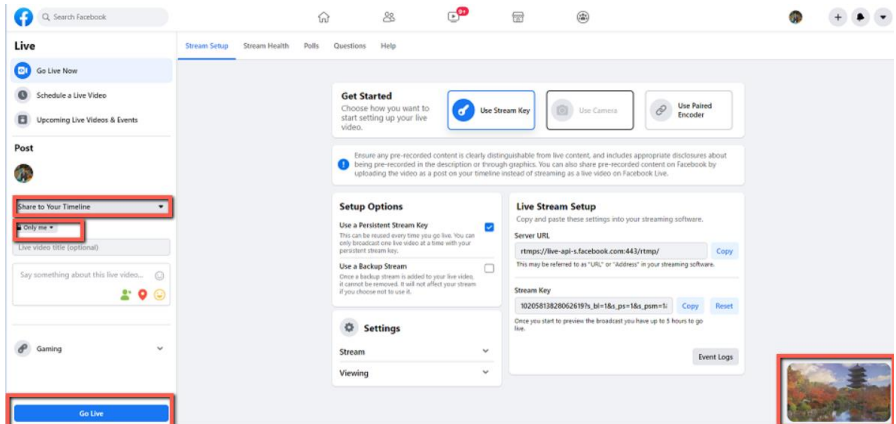 Search Facebook
9+
Live
Go Live Now
Schedule a Live Video
Upcoming Live Videos & Events
Post
Share to Your Timeline
Only me
Live video title (optional)
Say something about this live video...
Gaming
Go Live
Stream Setup
Stream Health
Polls
Questions
Help
Get Started
Choose how you want to
start setting up your live
video.
Use Stream Key
Use Camera
Use Paired
Encoder
Ensure any pre-recorded content is clearly distinguishable from live content, and includes appropriate disclosures about
being pre-recorded in the description or through graphics. You can also share pre-recorded content on Facebook by
uploading the video as a post on your timeline instead of streaming as a live video on Facebook Live.
Setup Options
Use a Persistent Stream Key
This can be reused every time you go live. You can
only broadcast one live video at a time with your
persistent stream key.
Use a Backup Stream
Once a backup stream is added to your live video,
it cannot be removed. It will not affect your stream
if you choose not to use it.
Settings
Stream
Viewing
Live Stream Setup
Copy and paste these settings into your streaming software.
Server URL
rtmps://live-api-s.facebook.com:443/rtmp/
Copy
This may be referred to as "URL" or "Address" in your streaming software.
Stream Key
Copy
Reset
Once you start to preview the broadcast you have up to 5 hours to go
live.
Event Logs